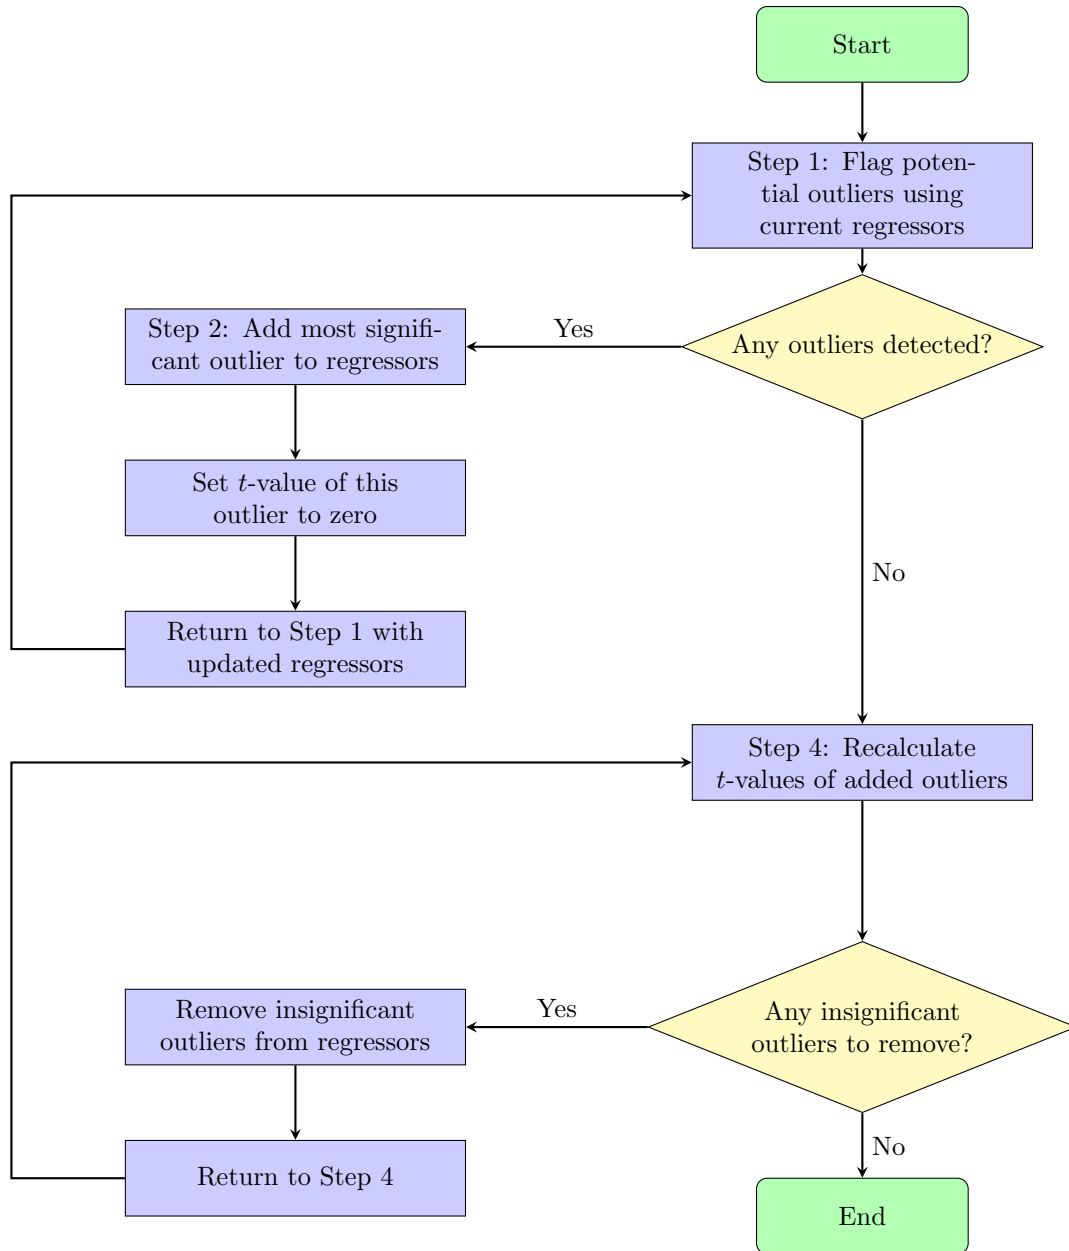 Start
Step 1: Flag poten-
tial outliers using
current regressors
Any outliers detected?
Yes
Step 2: Add most signifi-
cant outlier to regressors
Set t-value of this
outlier to zero
Return to Step 1 with
updated regressors
No
Step 4: Recalculate
t-values of added outliers
Any insignificant
outliers to remove?
Yes
Remove insignificant
outliers from regressors
Return to Step 4
No
End